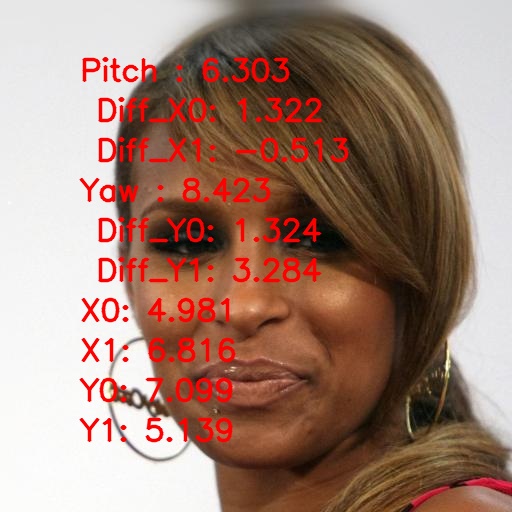 Pitch : 6.303
Diff_X0: 1.322
Diff_X1: -0.513
Yaw : 8.423
Diff_Y0: 1.324
Diff_Y1: 3.284
X0: 4.981
X1: 6.816
Y0: 7.099
Y1: 5.139